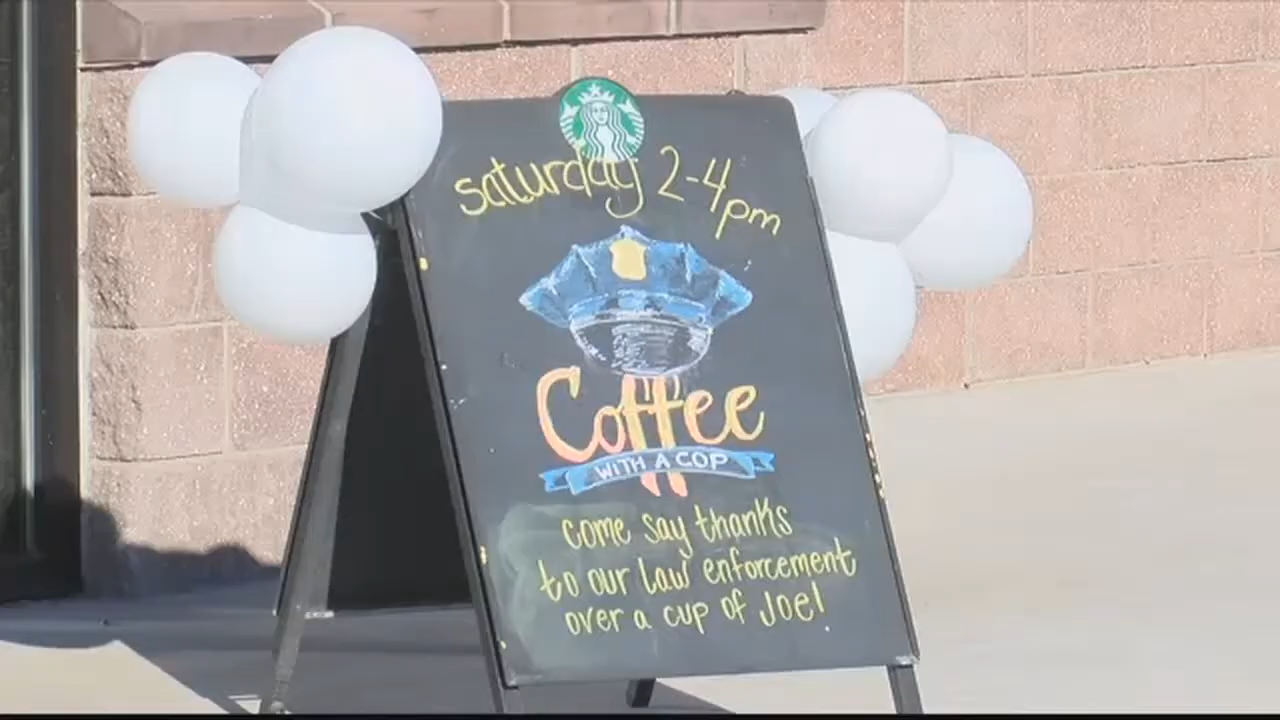 saturday 2-4pm
Coffee
WITH A COP
come say thanks
to our law enforcement
over a cup of Joe!